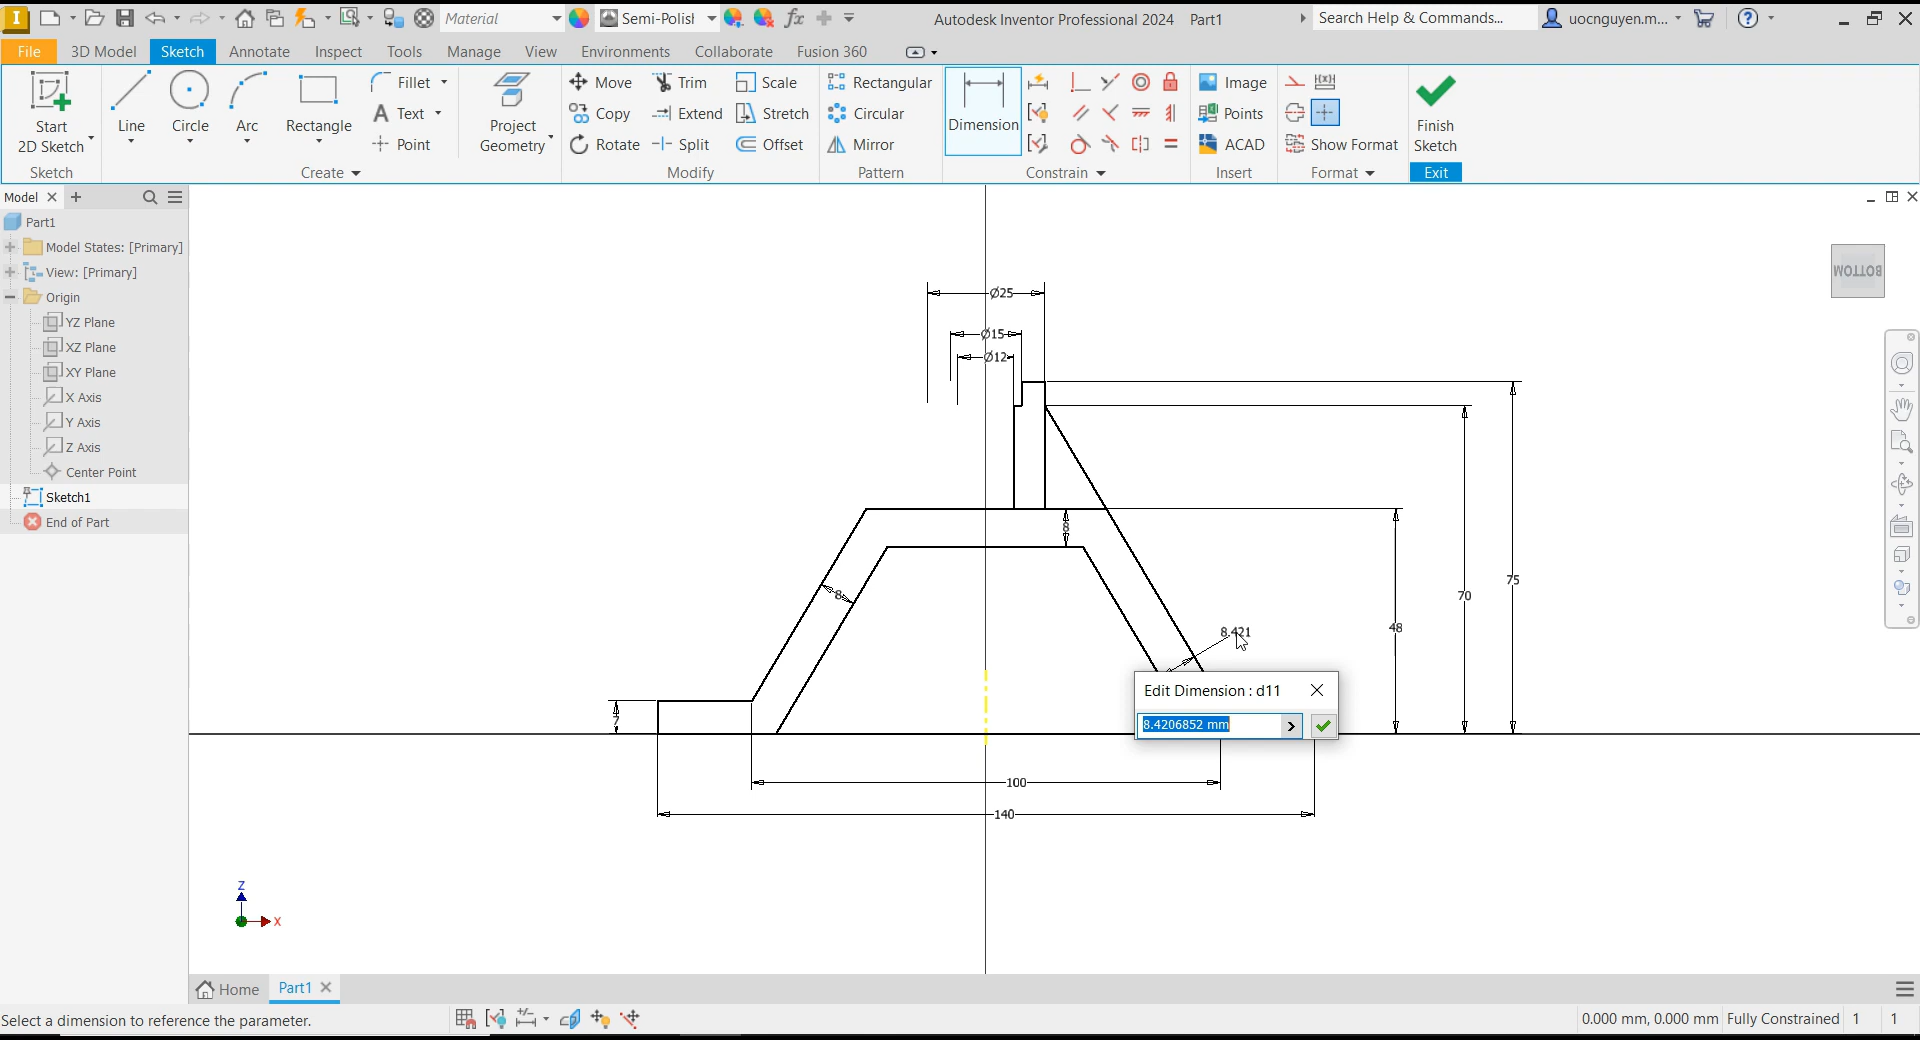 I Material Semi-Polish fx Autodesk Inventor Professional 2024 Part1 Search Help & Commands... uocnguyen.m... ?
File 3D Model Sketch Annotate Inspect Tools Manage View Environments Collaborate Fusion 360
Start 2D Sketch
Line
Circle
Arc
Rectangle
Fillet
A Text
Point
Project Geometry
Move
Copy
Rotate
Trim
Extend
Split
Scale
Stretch
Offset
Rectangular
Circular
Mirror
Dimension
Image
Points
ACAD
Show Format
Finish Sketch
Sketch Create Modify Pattern Constrain Insert Format Exit
Model
Part1
Model States: [Primary]
View: [Primary]
Origin
YZ Plane
XZ Plane
XY Plane
X Axis
Y Axis
Z Axis
Center Point
Sketch1
End of Part
BOTTOM
Ø25
Ø15
Ø12
8
75
8
70
48
8.421
Edit Dimension : d11
7
8.4206852 mm
100
140
Z
X
Home Part1
Select a dimension to reference the parameter. 0.000 mm, 0.000 mm Fully Constrained 1 1